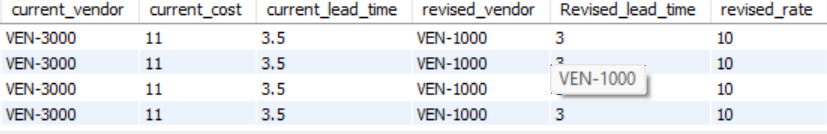 current_vendor current_cost current_lead_time revised_vendor Revised_lead_time revised_rate
VEN-3000 11 3.5 VEN-1000 3 10
VEN-3000 11 3.5 VEN-1000 10
VEN-1000
VEN-3000 11 3.5 VEN-1000 10
VEN-3000 11 3.5 VEN-1000 3 10